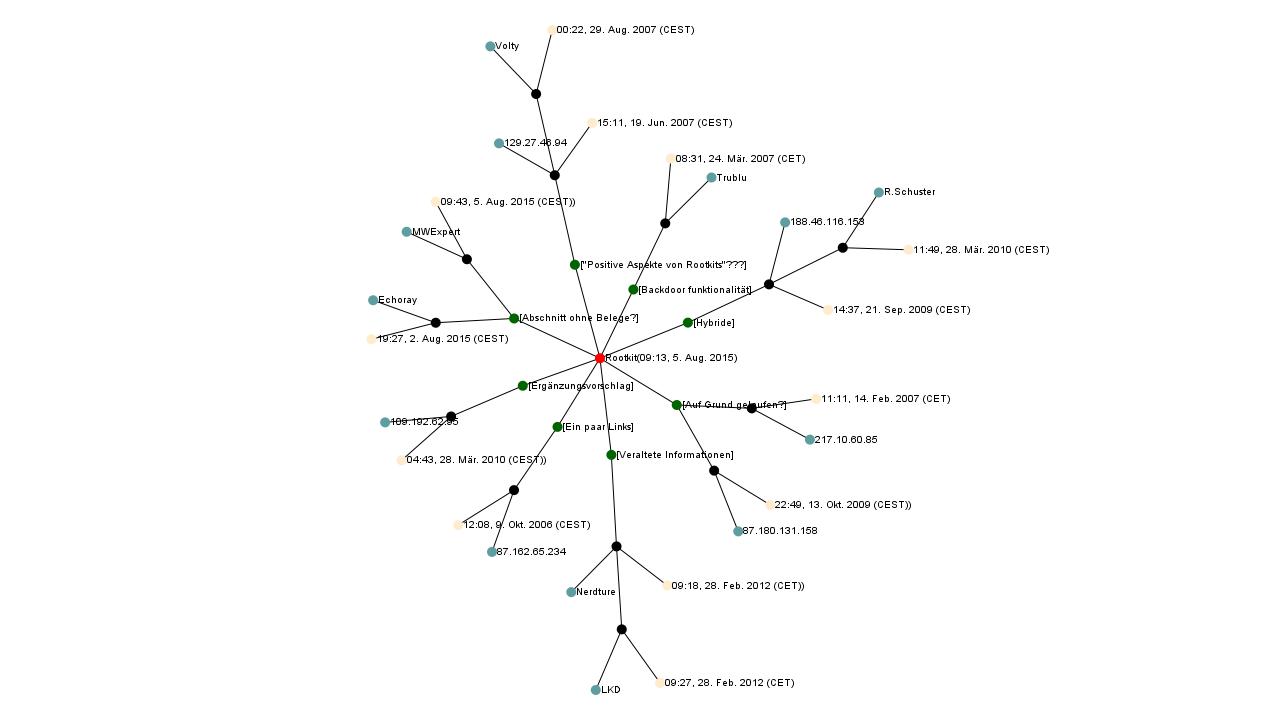 00:22, 29. Aug. 2007 (CEST)
Volty
15:11, 19. Jun. 2007 (CEST)
129.27.46.94
08:31, 24. Mär. 2007 (CET)
Trublu
R.Schuster
09:43, 5. Aug. 2015 (CEST))
188.46.116.153
MWExpert
11:49, 28. Mär. 2010 (CEST)
["Positive Aspekte von Rootkits"???]
[Backdoor funktionalität]
Echoray
14:37, 21. Sep. 2009 (CEST)
[Abschnitt ohne Belege?]
[Hybride]
19:27, 2. Aug. 2015 (CEST)
Rootkit(09:13, 5. Aug. 2015)
[Ergänzungsvorschlag]
11:11, 14. Feb. 2007 (CET)
[Auf Grund gelaufen?]
109.192.62.95
[Ein paar Links]
217.10.60.85
[Veraltete Informationen]
04:43, 28. Mär. 2010 (CEST))
22:49, 13. Okt. 2009 (CEST))
12:08, 9. Okt. 2006 (CEST)
87.180.131.158
87.162.65.234
09:18, 28. Feb. 2012 (CET))
Nerdture
09:27, 28. Feb. 2012 (CET)
LKD